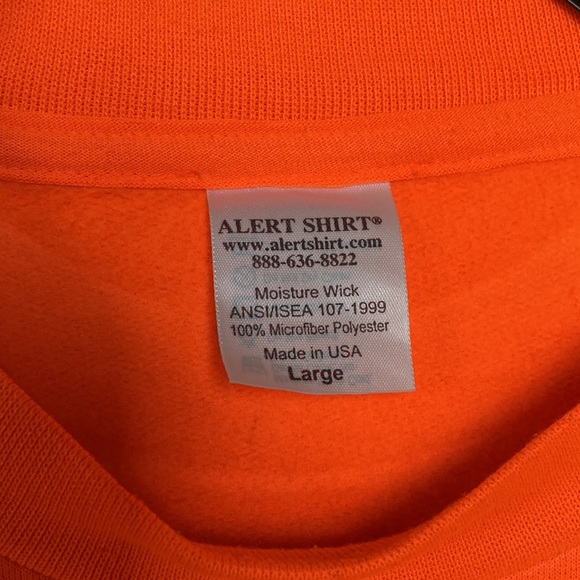 ALERT SHIRT®
www.alertshirt.com
888-636-8822
Moisture Wick
ANSI/ISEA 107-1999
100% Microfiber Polyester
Made in USA
Large